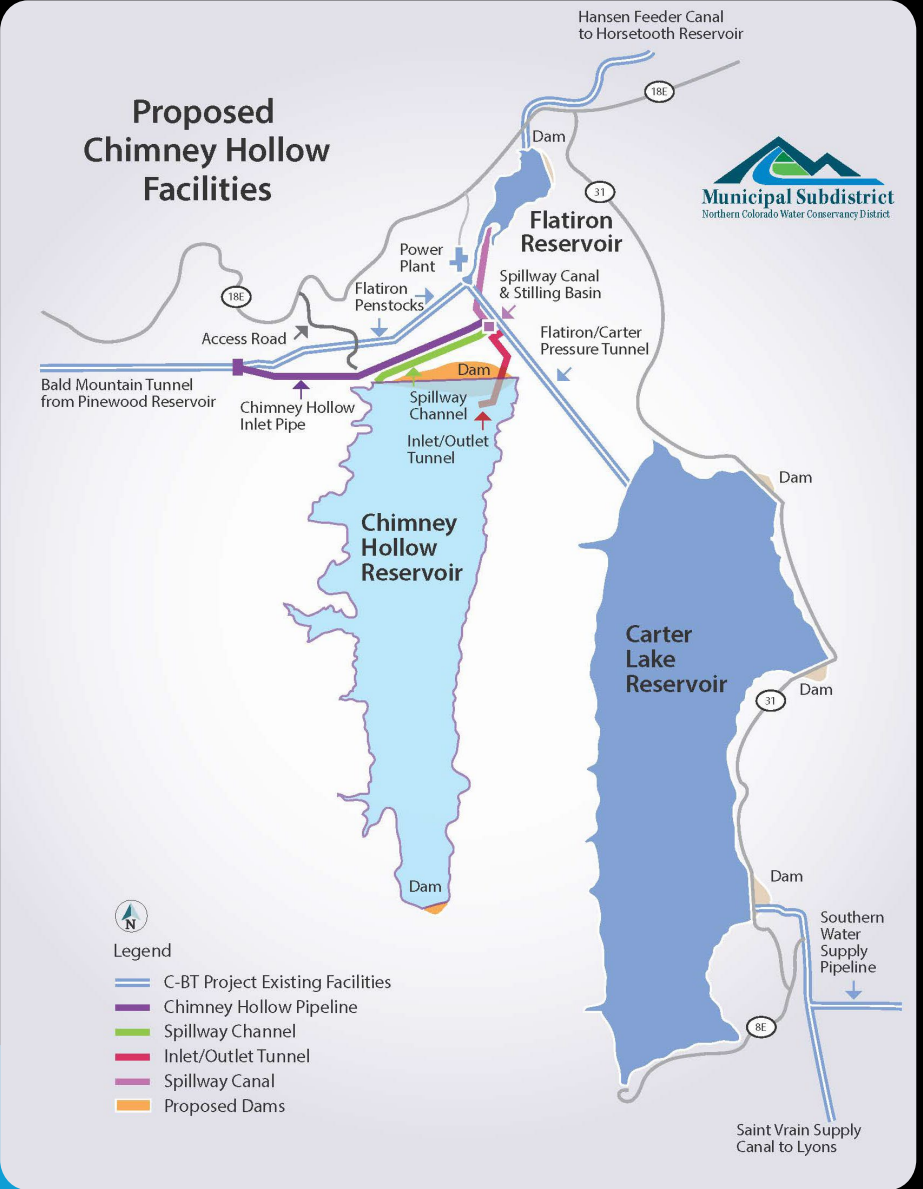 Hansen Feeder Canal
to Horsetooth Reservoir
18E
Proposed
Chimney Hollow
Facilities
Dam
Municipal Subdistrict
Northern Colorado Water Conservancy District
31
Flatiron
Reservoir
Power
Plant
Spillway Canal
& Stilling Basin
Flatiron
Penstocks
18E
Access Road
Flatiron/Carter
Pressure Tunnel
Bald Mountain Tunnel
from Pinewood Reservoir
Dam
Chimney Hollow
Inlet Pipe
Spillway
Channel
Inlet/Outlet
Tunnel
Dam
Chimney
Hollow
Reservoir
Carter
Lake
Reservoir
Dam
31
Dam
Dam
N
Legend
C-BT Project Existing Facilities
Chimney Hollow Pipeline
Spillway Channel
Inlet/Outlet Tunnel
Spillway Canal
Proposed Dams
Southern
Water
Supply
Pipeline
8E
Saint Vrain Supply
Canal to Lyons